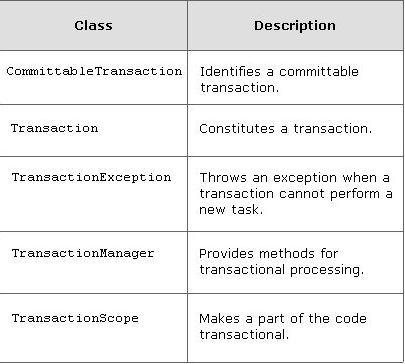 Class Description
CommittableTransaction Identifies a committable
transaction.
Transaction Constitutes a transaction.
TransactionException Throws an exception when a
transaction cannot perform a
new task.
TransactionManager Provides methods for
transactional processing.
TransactionScope Makes a part of the code
transactional.